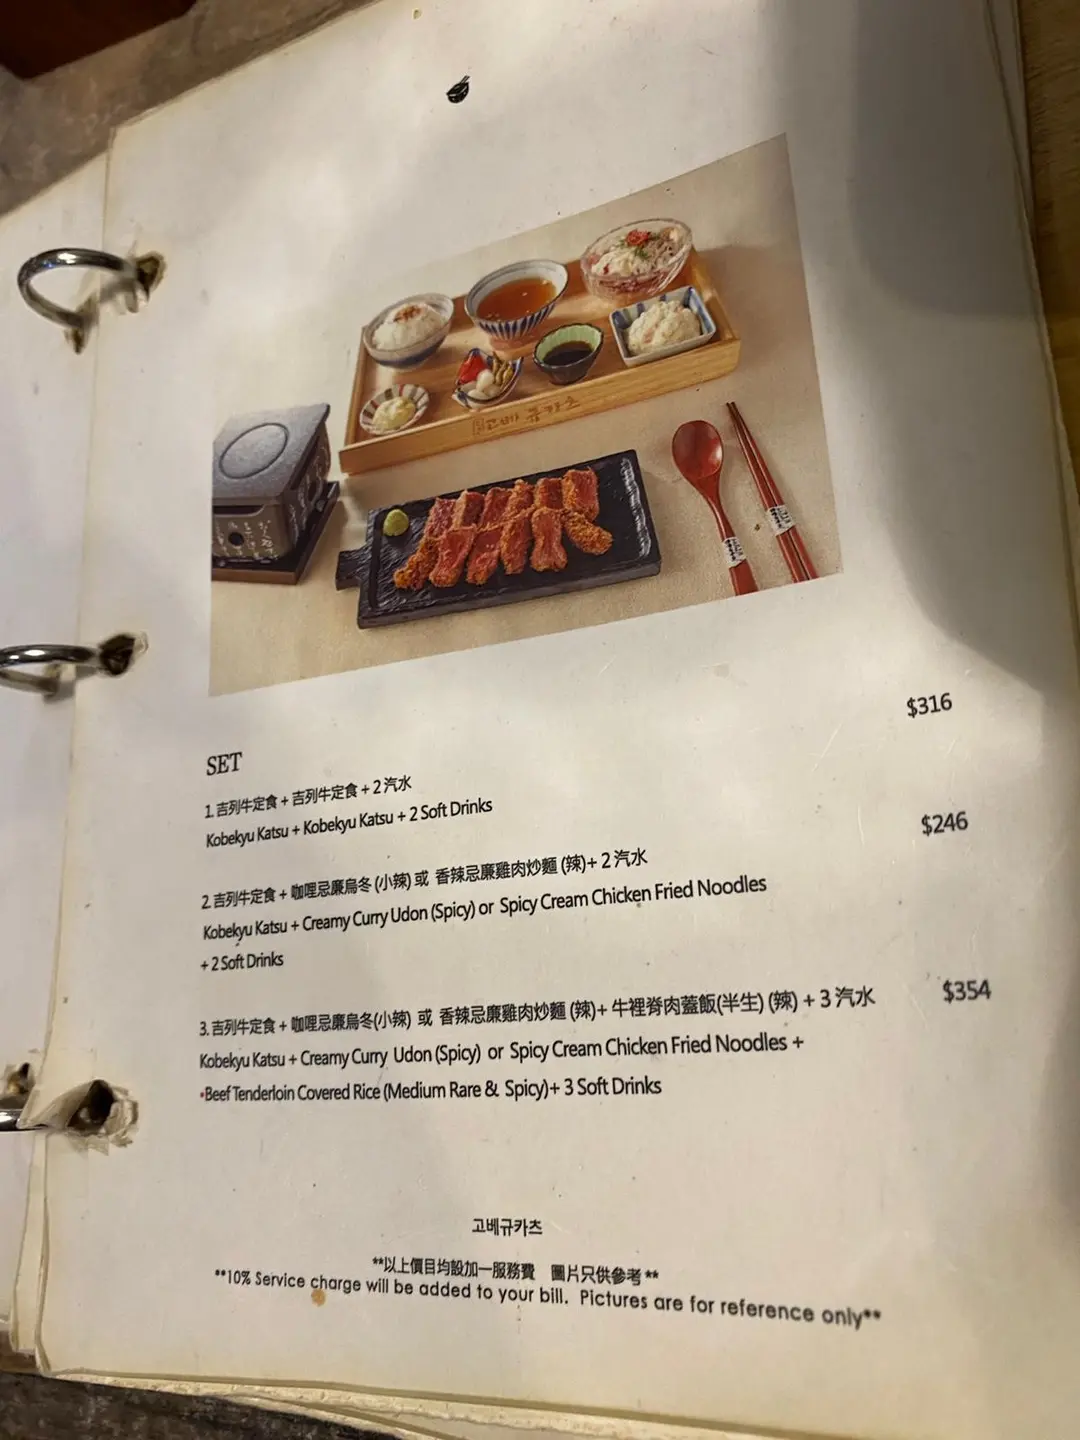 고베규카츠
$316
SET
1. 吉列牛定食 + 吉列牛定食 + 2 汽水
Kobekyu Katsu + Kobekyu Katsu + 2 Soft Drinks
$246
2. 吉列牛定食 + 咖哩忌廉烏冬 (小辣) 或 香辣忌廉雞肉炒麵 (辣)+ 2 汽水
Kobekyu Katsu + Creamy Curry Udon (Spicy) or Spicy Cream Chicken Fried Noodles
+ 2 Soft Drinks
$354
3. 吉列牛定食 + 咖哩忌廉烏冬(小辣) 或 香辣忌廉雞肉炒麵 (辣)+ 牛裡脊肉蓋飯(半生) (辣) + 3 汽水
Kobekyu Katsu + Creamy Curry Udon (Spicy) or Spicy Cream Chicken Fried Noodles +
•Beef Tenderloin Covered Rice (Medium Rare & Spicy)+ 3 Soft Drinks
고베규카츠
**以上價目均設加一服務費 圖片只供參考**
**10% Service charge will be added to your bill. Pictures are for reference only**